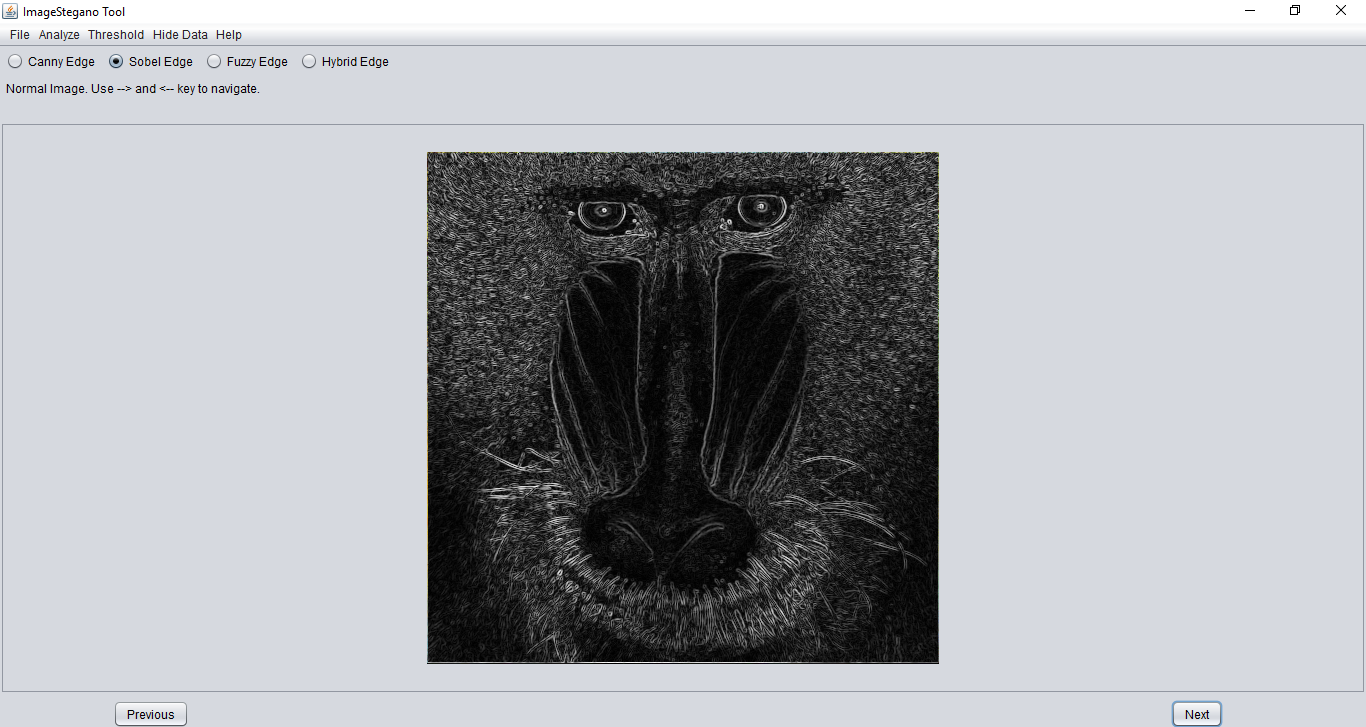 ImageStegano Tool
File Analyze Threshold Hide Data Help
Canny Edge Sobel Edge Fuzzy Edge Hybrid Edge
Normal Image. Use --> and <-- key to navigate.
Previous Next